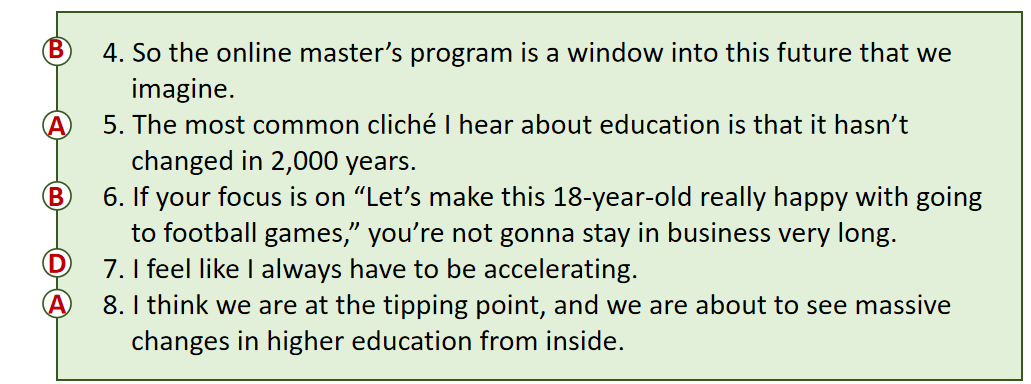 B 4. So the online master’s program is a window into this future that we
imagine.
A 5. The most common cliché I hear about education is that it hasn’t
changed in 2,000 years.
B 6. If your focus is on “Let’s make this 18-year-old really happy with going
to football games,” you’re not gonna stay in business very long.
D 7. I feel like I always have to be accelerating.
A 8. I think we are at the tipping point, and we are about to see massive
changes in higher education from inside.